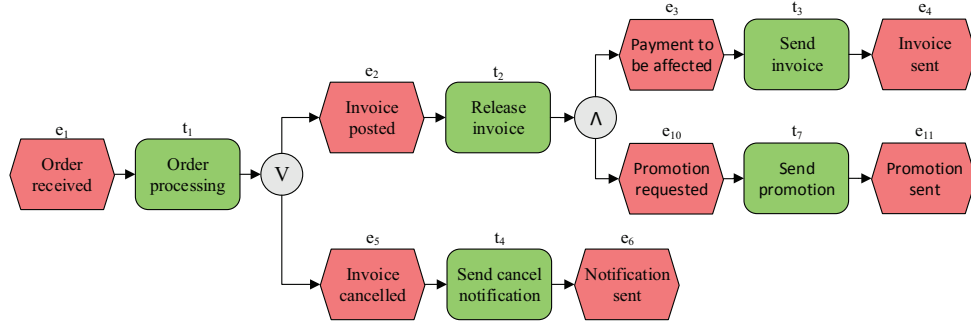 e₃
t₃
e₄
Payment to
be affected
Send
invoice
Invoice
sent
e₂
t₂
Invoice
posted
Release
invoice
Λ
e₁
t₁
Order
received
Order
processing
V
e₁₀
t₇
e₁₁
Promotion
requested
Send
promotion
Promotion
sent
e₅
t₄
e₆
Invoice
cancelled
Send cancel
notification
Notification
sent